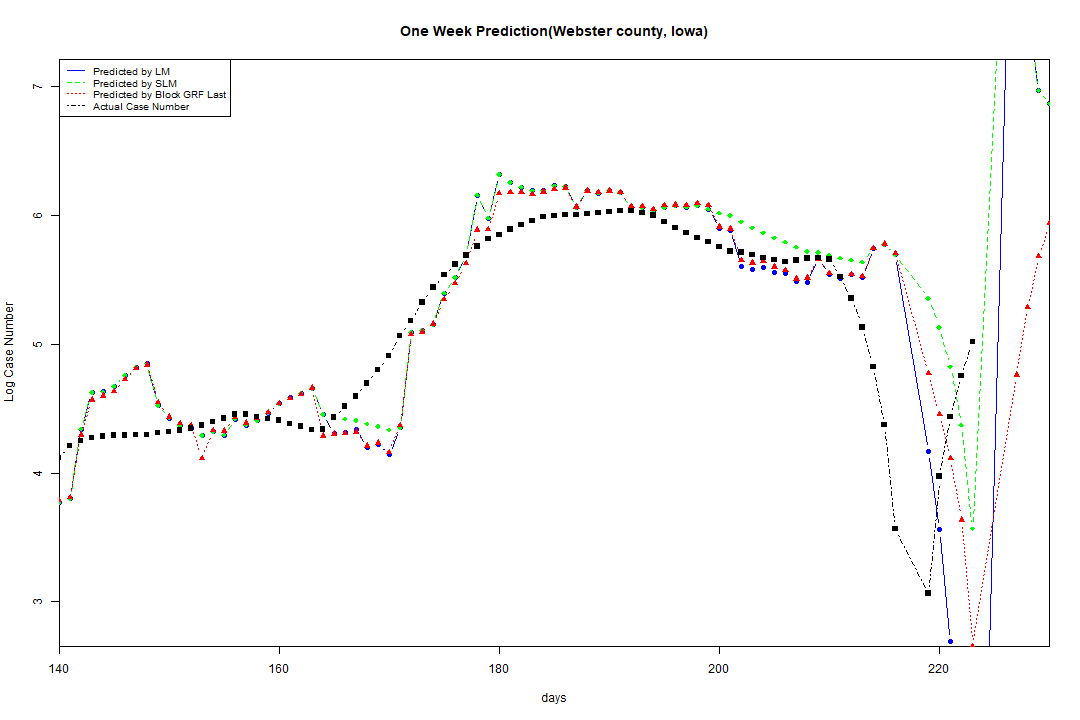 One Week Prediction(Webster county, Iowa)
Predicted by LM
Predicted by SLM
Predicted by Block GRF Last
Actual Case Number
Log Case Number
7
6
5
4
3
140 160 180 200 220
days